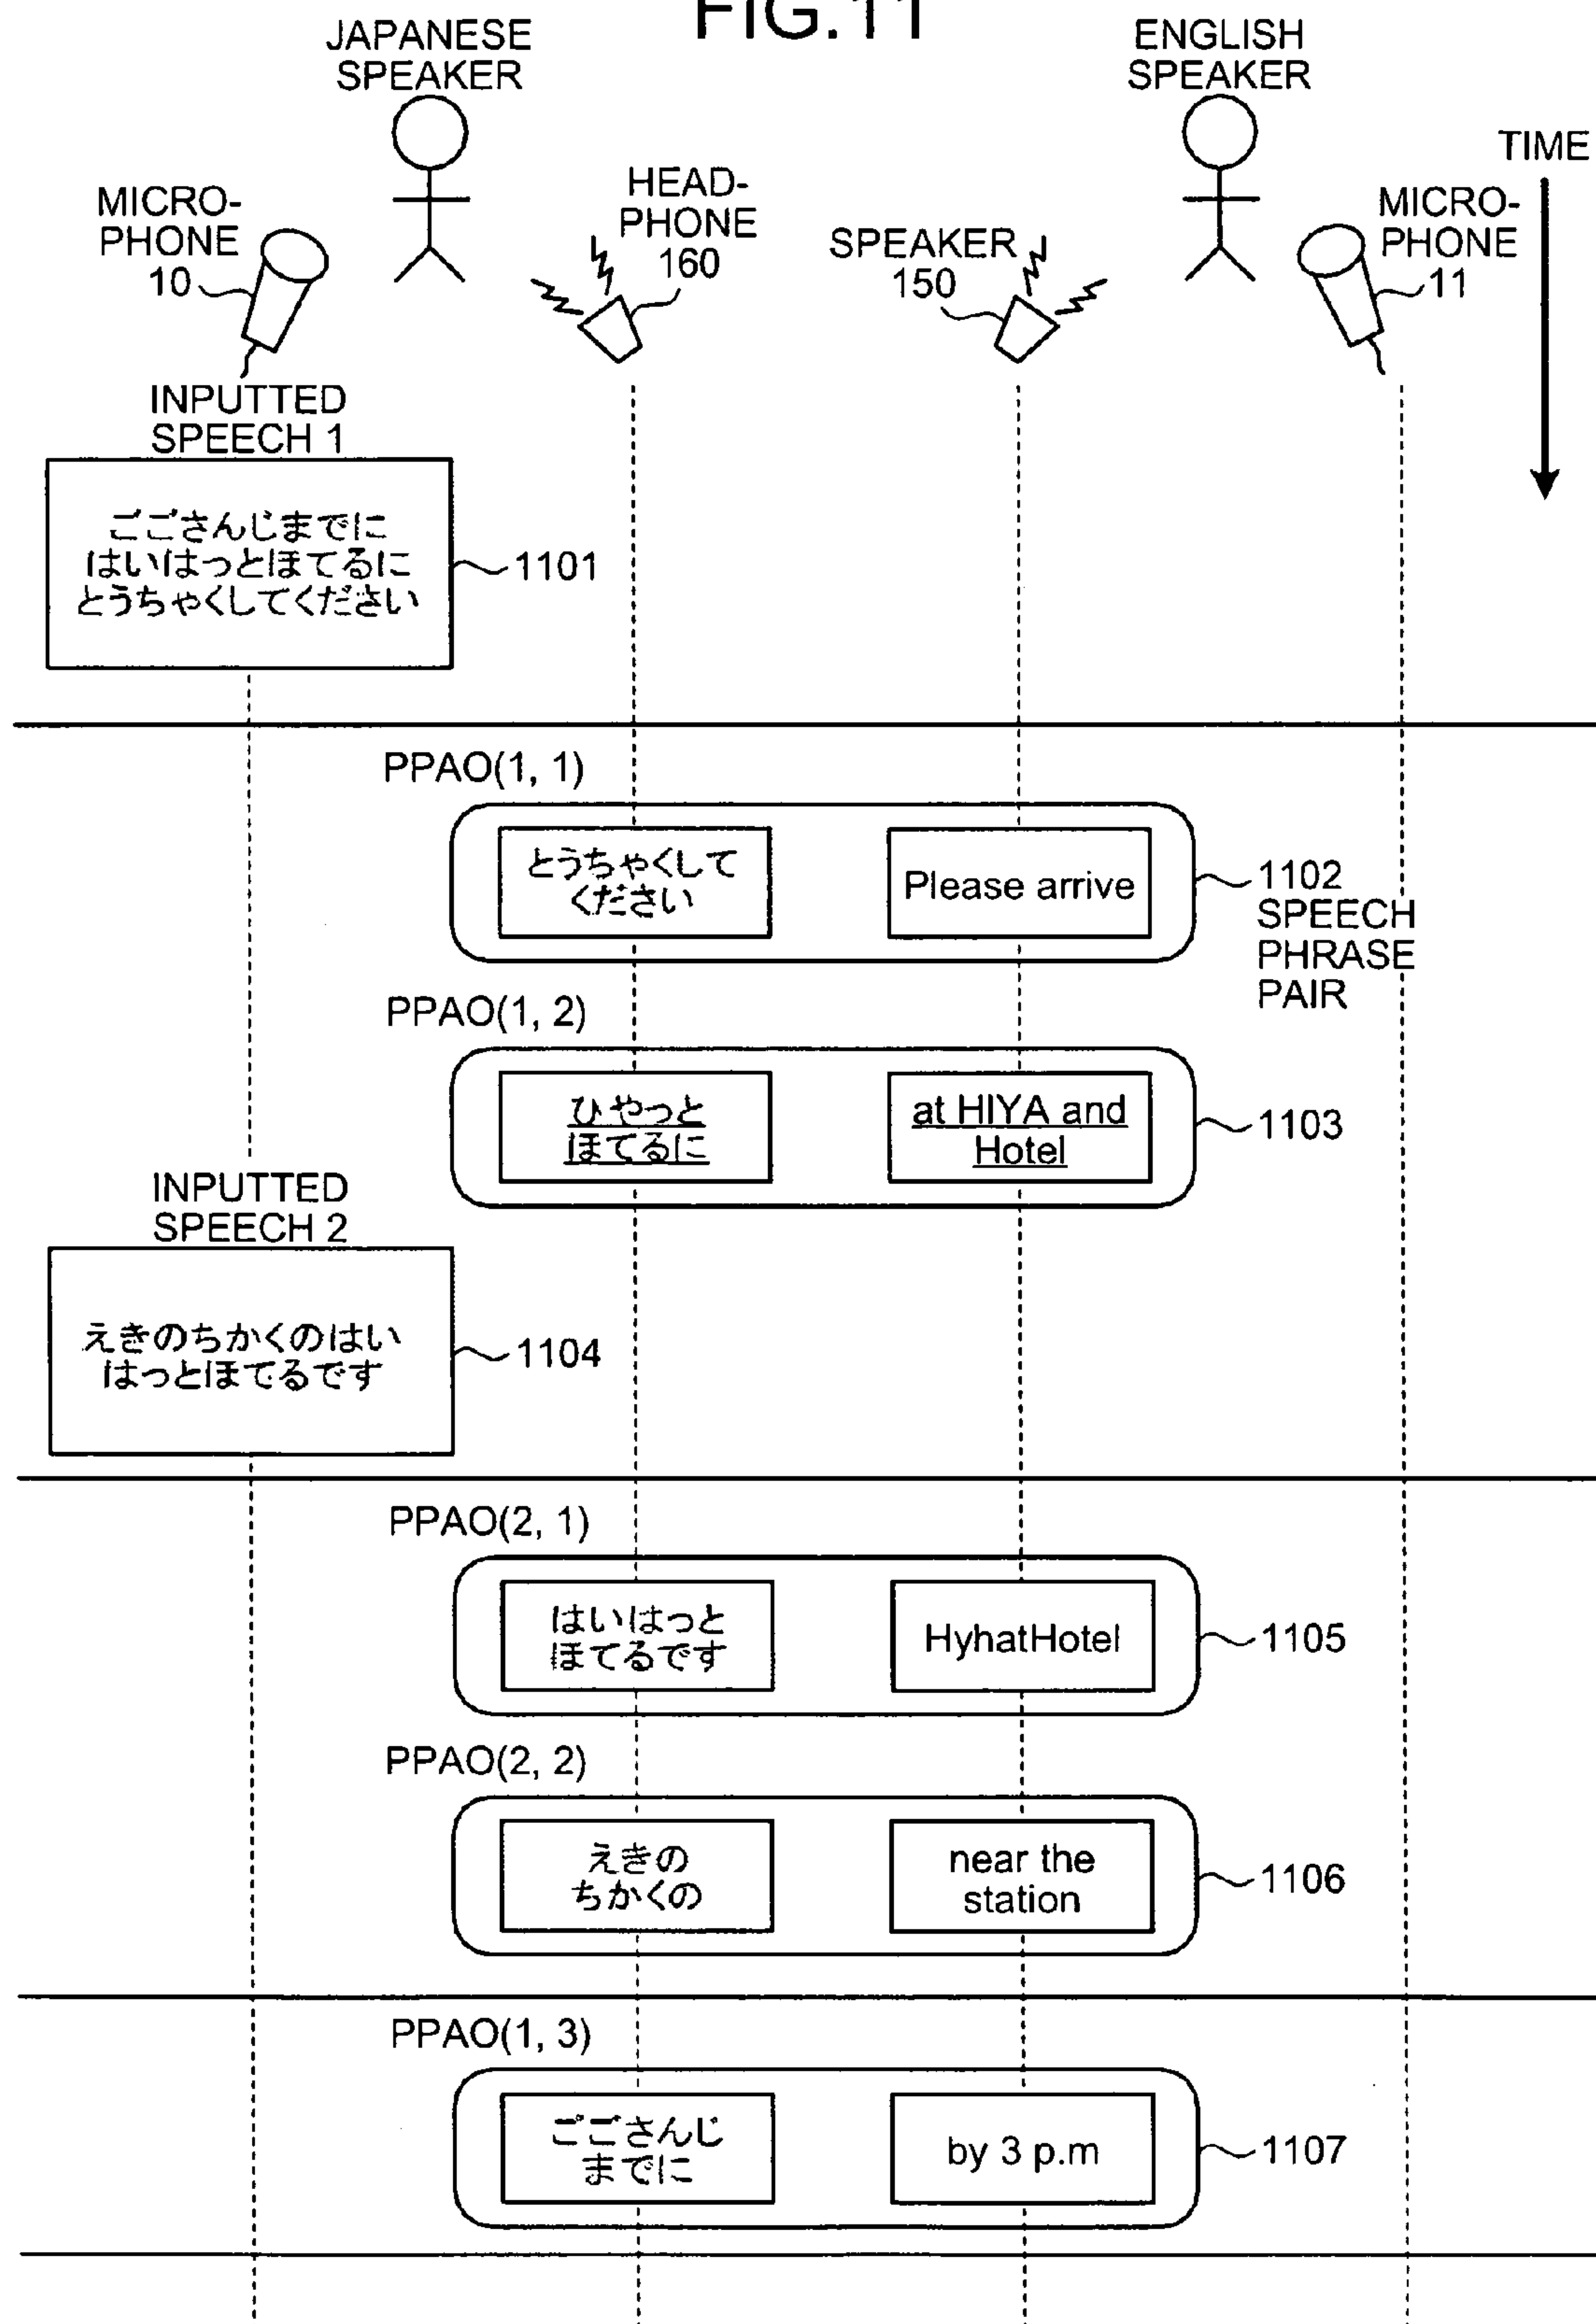 FIG.11
JAPANESE
SPEAKER
ENGLISH
SPEAKER
TIME
MICRO-
PHONE
10
HEAD-
PHONE
160
SPEAKER
150
MICRO-
PHONE
11
INPUTTED
SPEECH 1
ごごさんじまでに
はいはっとほてるに
とうちゃくしてください
1101
PPAO(1, 1)
とうちゃくして
ください
Please arrive
1102
SPEECH
PHRASE
PAIR
PPAO(1, 2)
ひやっと
ほてるに
at HIYA and
Hotel
1103
INPUTTED
SPEECH 2
えきのちかくのはい
はっとほてるです
1104
PPAO(2, 1)
はいはっと
ほてるです
HyhatHotel
1105
PPAO(2, 2)
えきの
ちかくの
near the
station
1106
PPAO(1, 3)
ごごさんじ
までに
by 3 p.m
1107